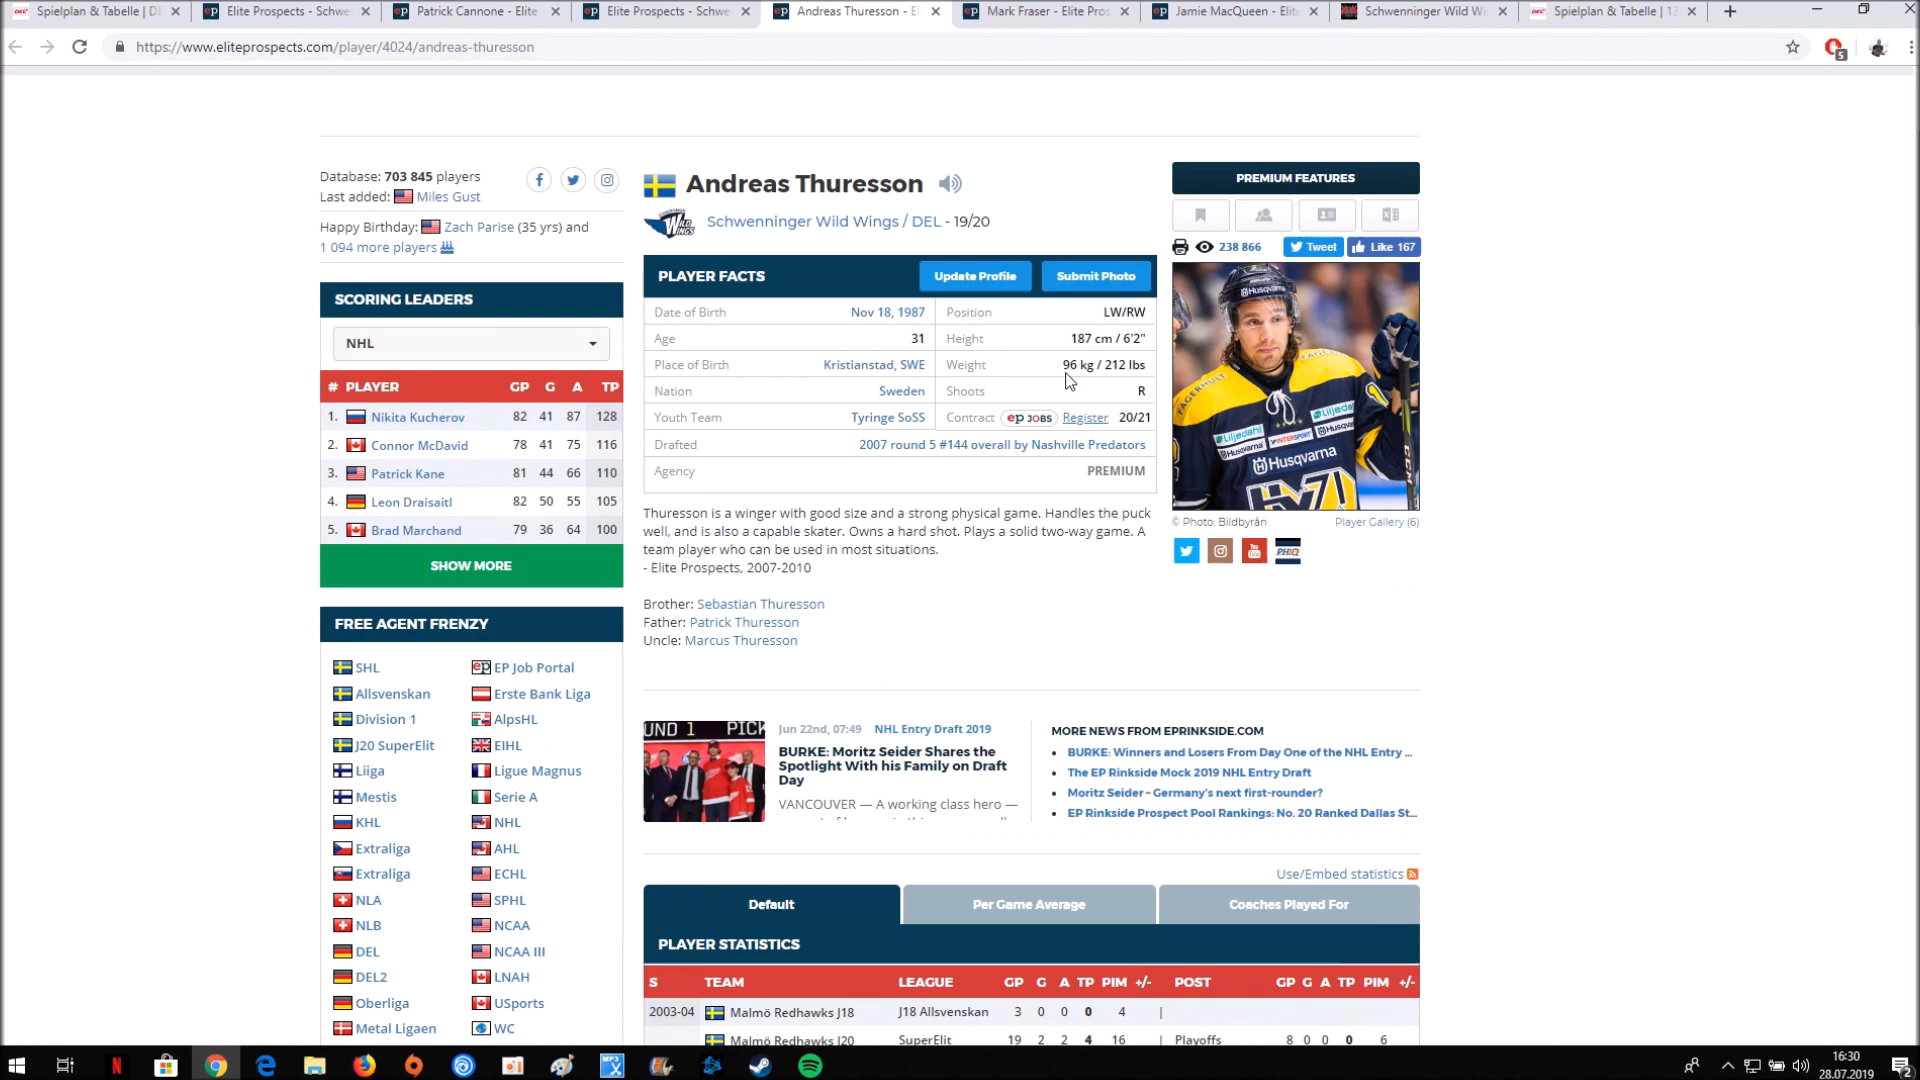 Spielplan & Tabelle | DE
Elite Prospects - Schwe
Patrick Cannone - Elite
Elite Prospects - Schwe
Andreas Thuresson - E
Mark Fraser - Elite Pros
Jamie MacQueen - Elite
Schwenninger Wild Wi
Spielplan & Tabelle | 13
https://www.eliteprospects.com/player/4024/andreas-thuresson
5
Database: 703 845 players
Last added: Miles Gust
Happy Birthday: Zach Parise (35 yrs) and
1 094 more players
SCORING LEADERS
NHL
# PLAYER GP G A TP
1. Nikita Kucherov 82 41 87 128
2. Connor McDavid 78 41 75 116
3. Patrick Kane 81 44 66 110
4. Leon Draisaitl 82 50 55 105
5. Brad Marchand 79 36 64 100
SHOW MORE
FREE AGENT FRENZY
SHL ep EP Job Portal
Allsvenskan Erste Bank Liga
Division 1 AlpsHL
J20 SuperElit EIHL
Liiga Ligue Magnus
Mestis Serie A
KHL NHL
Extraliga AHL
Extraliga ECHL
NLA SPHL
NLB NCAA
DEL NCAA III
DEL2 LNAH
Oberliga USports
Metal Ligaen WC
Andreas Thuresson
Schwenninger Wild Wings / DEL - 19/20
PLAYER FACTS Update Profile Submit Photo
Date of Birth Nov 18, 1987 Position LW/RW
Age 31 Height 187 cm / 6'2"
Place of Birth Kristianstad, SWE Weight 96 kg / 212 lbs
Nation Sweden Shoots R
Youth Team Tyringe SoSS Contract ep JOBS Register 20/21
Drafted 2007 round 5 #144 overall by Nashville Predators
Agency PREMIUM
Thuresson is a winger with good size and a strong physical game. Handles the puck
well, and is also a capable skater. Owns a hard shot. Plays a solid two-way game. A
team player who can be used in most situations.
- Elite Prospects, 2007-2010
Brother: Sebastian Thuresson
Father: Patrick Thuresson
Uncle: Marcus Thuresson
PREMIUM FEATURES
238 866 Tweet Like 167
Husqvarna
FAGERHULT
Liljedahl
Liljedahl
Husqvarna INTERSPORT Husqvarna
Husqvarna
HV71
© Photo: Bildbyrån Player Gallery (6)
You Tube PHIQ
UND 1 PICK
Jun 22nd, 07:49 NHL Entry Draft 2019
BURKE: Moritz Seider Shares the
Spotlight With his Family on Draft
Day
VANCOUVER — A working class hero —
MORE NEWS FROM EPRINKSIDE.COM
BURKE: Winners and Losers From Day One of the NHL Entry ...
The EP Rinkside Mock 2019 NHL Entry Draft
Moritz Seider – Germany's next first-rounder?
EP Rinkside Prospect Pool Rankings: No. 20 Ranked Dallas St...
Use/Embed statistics
Default Per Game Average Coaches Played For
PLAYER STATISTICS
S TEAM LEAGUE GP G A TP PIM +/- POST GP G A TP PIM +/-
2003-04 Malmö Redhawks J18 J18 Allsvenskan 3 0 0 0 4 |
Malmö Redhawks J20 SuperElit 19 2 2 4 16 | Playoffs 8 0 0 0 6
MP3
16:30
28.07.2019
2